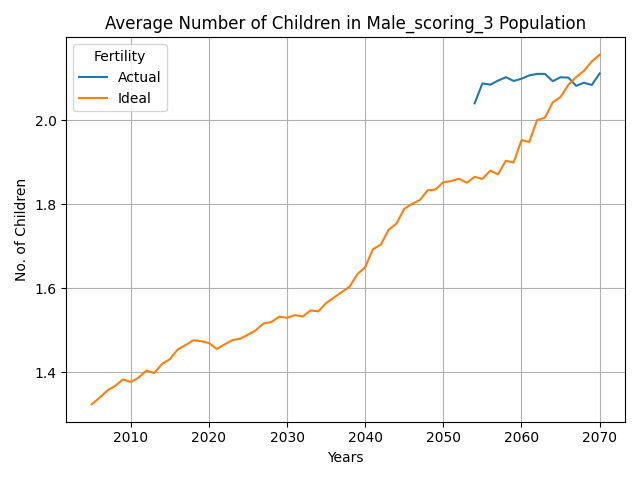 Average Number of Children in Male_scoring_3 Population
Fertility
Actual
Ideal
No. of Children
2.0
1.8
1.6
1.4
2010 2020 2030 2040 2050 2060 2070
Years